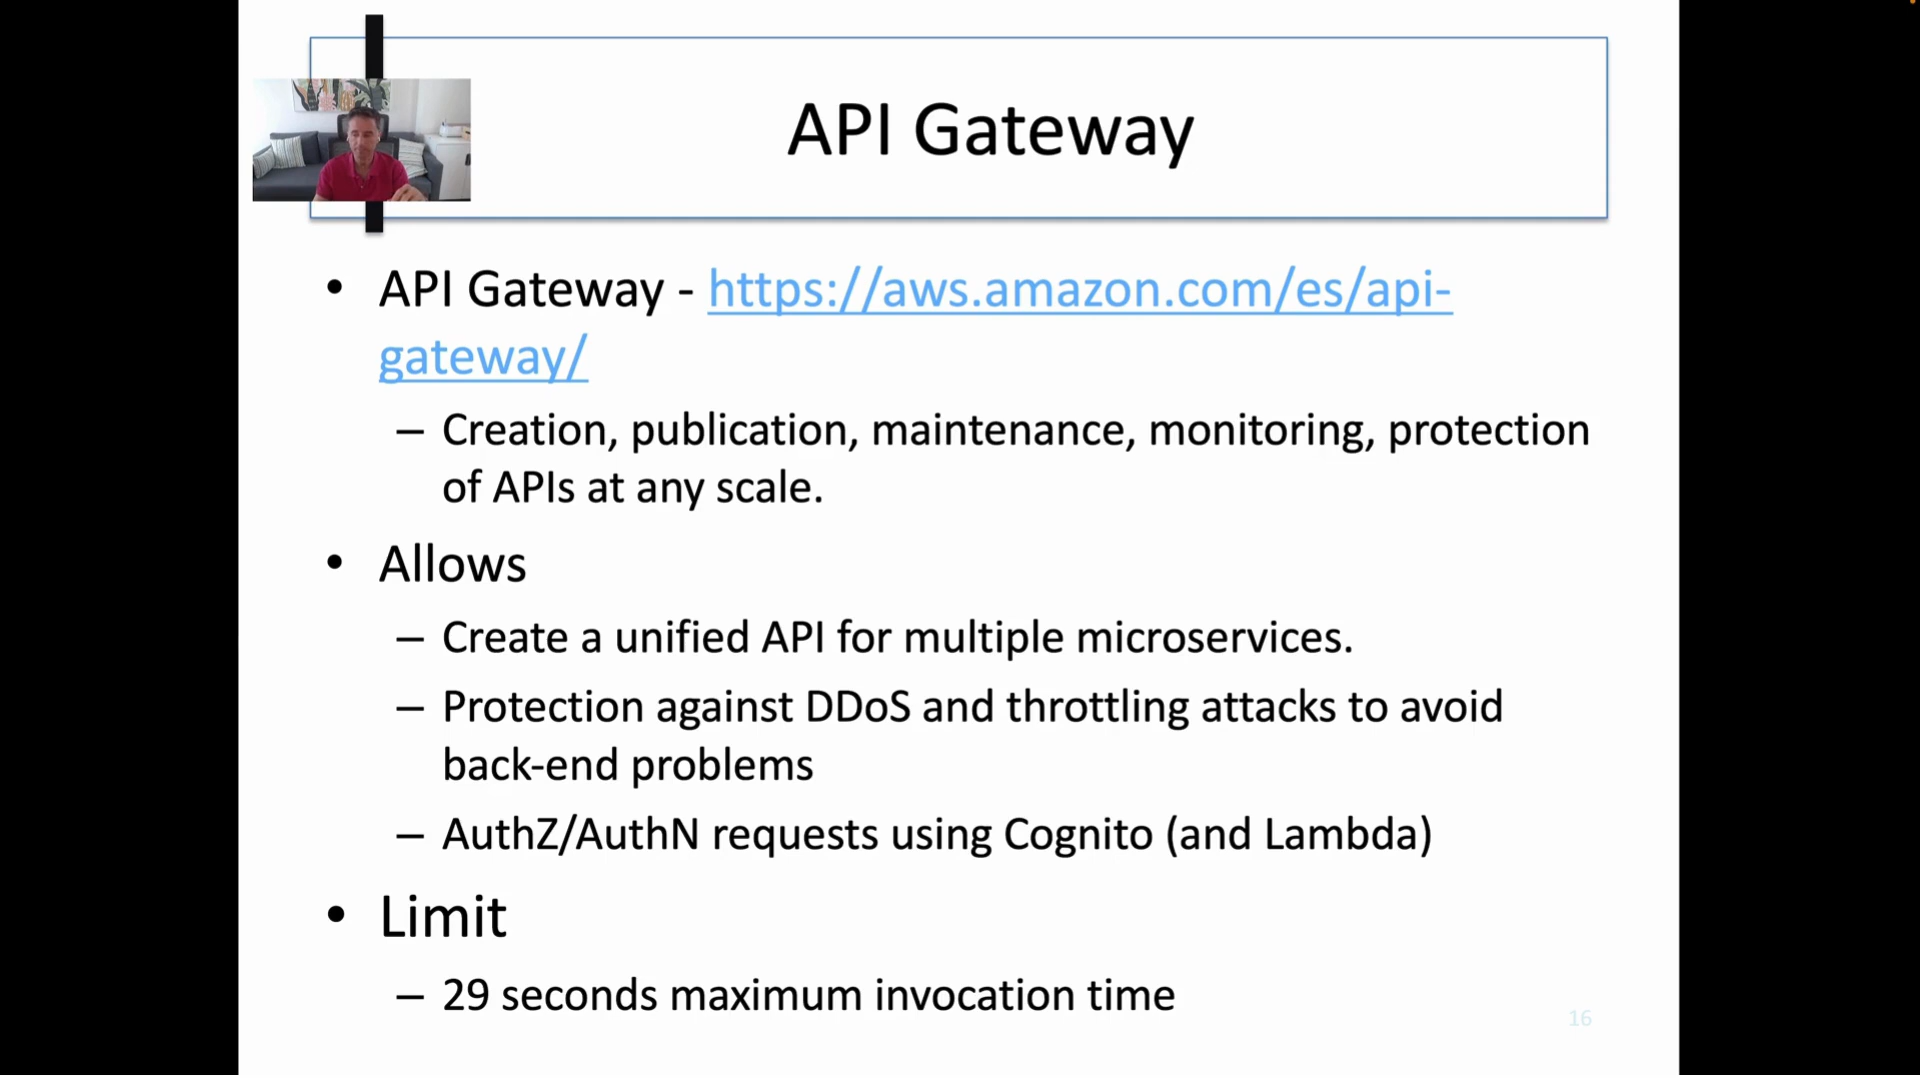 API Gateway
• API Gateway - https://aws.amazon.com/es/api-
gateway/
– Creation, publication, maintenance, monitoring, protection
of APIs at any scale.
• Allows
– Create a unified API for multiple microservices.
– Protection against DDoS and throttling attacks to avoid
back-end problems
– AuthZ/AuthN requests using Cognito (and Lambda)
• Limit
– 29 seconds maximum invocation time
16